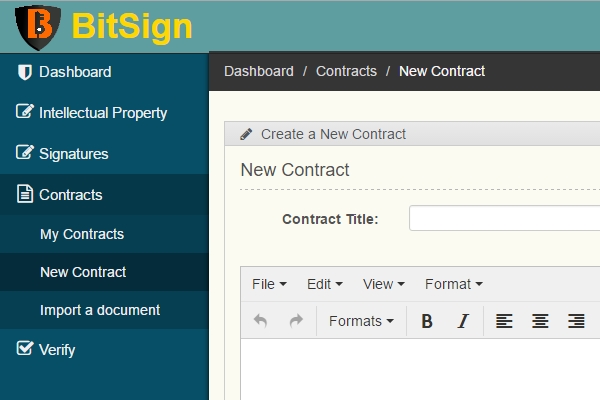 BitSign
Dashboard
Intellectual Property
Signatures
Contracts
My Contracts
New Contract
Import a document
Verify
Dashboard / Contracts / New Contract
Create a New Contract
New Contract
Contract Title:
File Edit View Format
Formats B I